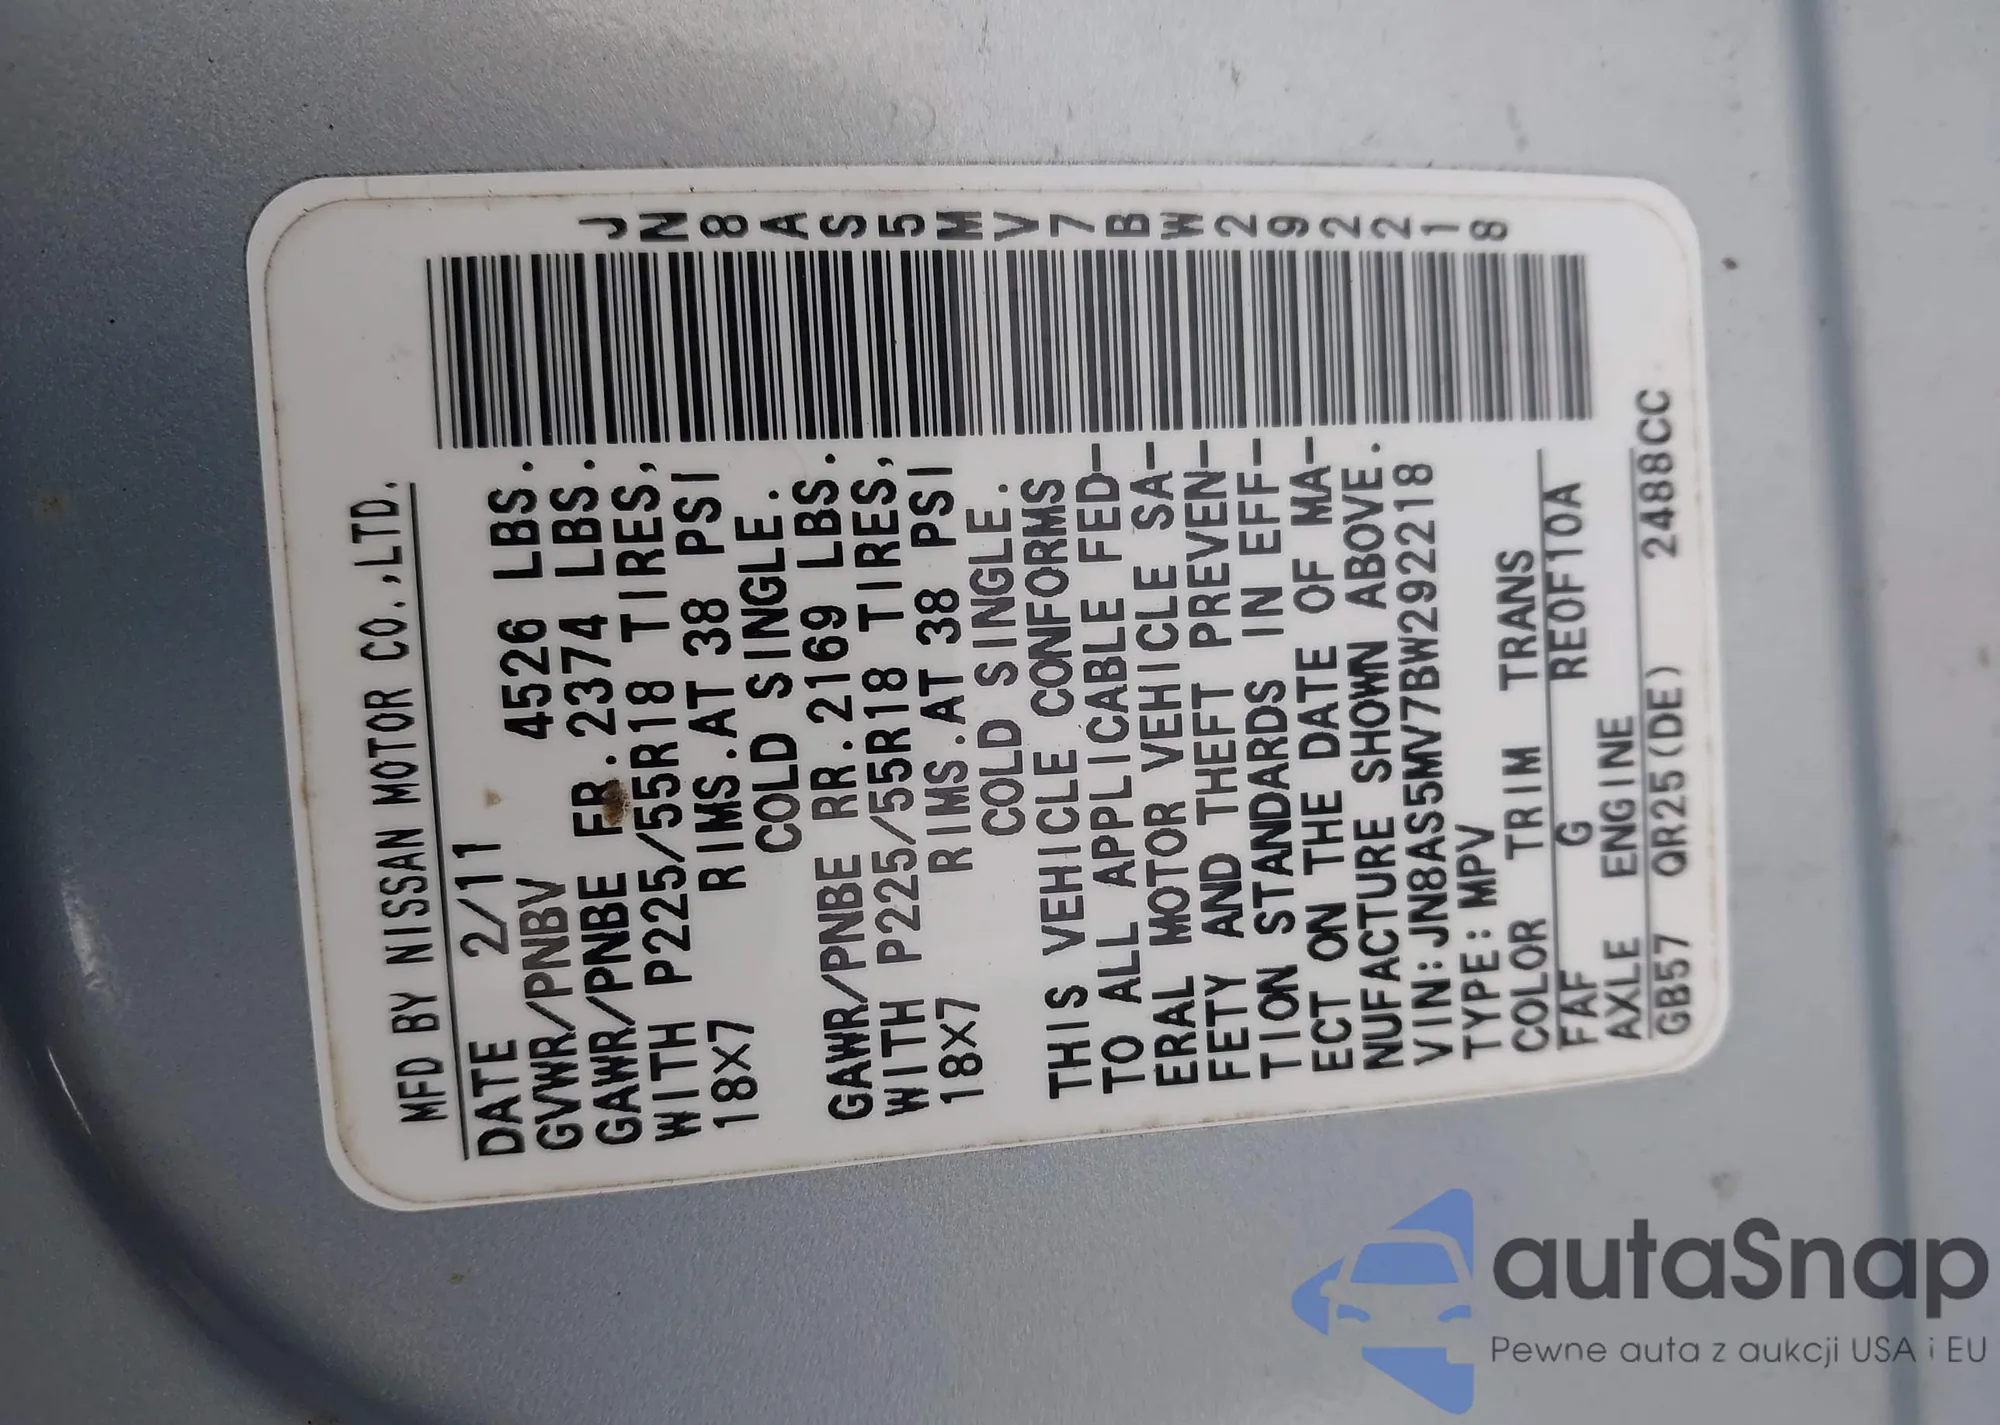 MFD BY NISSAN MOTOR CO.,LTD.
DATE 2/11
GVWR/PNBV 4526 LBS.
GAWR/PNBE FR.2374 LBS.
WITH P225/55R18 TIRES,
18×7 RIMS.AT 38 PSI
COLD SINGLE.
GAWR/PNBE RR.2169 LBS.
WITH P225/55R18 TIRES,
18×7 RIMS.AT 38 PSI
COLD SINGLE.
THIS VEHICLE CONFORMS
TO ALL APPLICABLE FED-
ERAL MOTOR VEHICLE SA-
FETY AND THEFT PREVEN-
TION STANDARDS IN EFF-
ECT ON THE DATE OF MA-
NUFACTURE SHOWN ABOVE.
VIN:JN8AS5MV7BW292218
TYPE:MPV
COLOR TRIM TRANS
FAF G RE0F10A
AXLE ENGINE
GB57 QR25(DE) 2488CC
JN8AS5MV7BW292218
autaSnap
Pewne auta z aukcji USA i EU